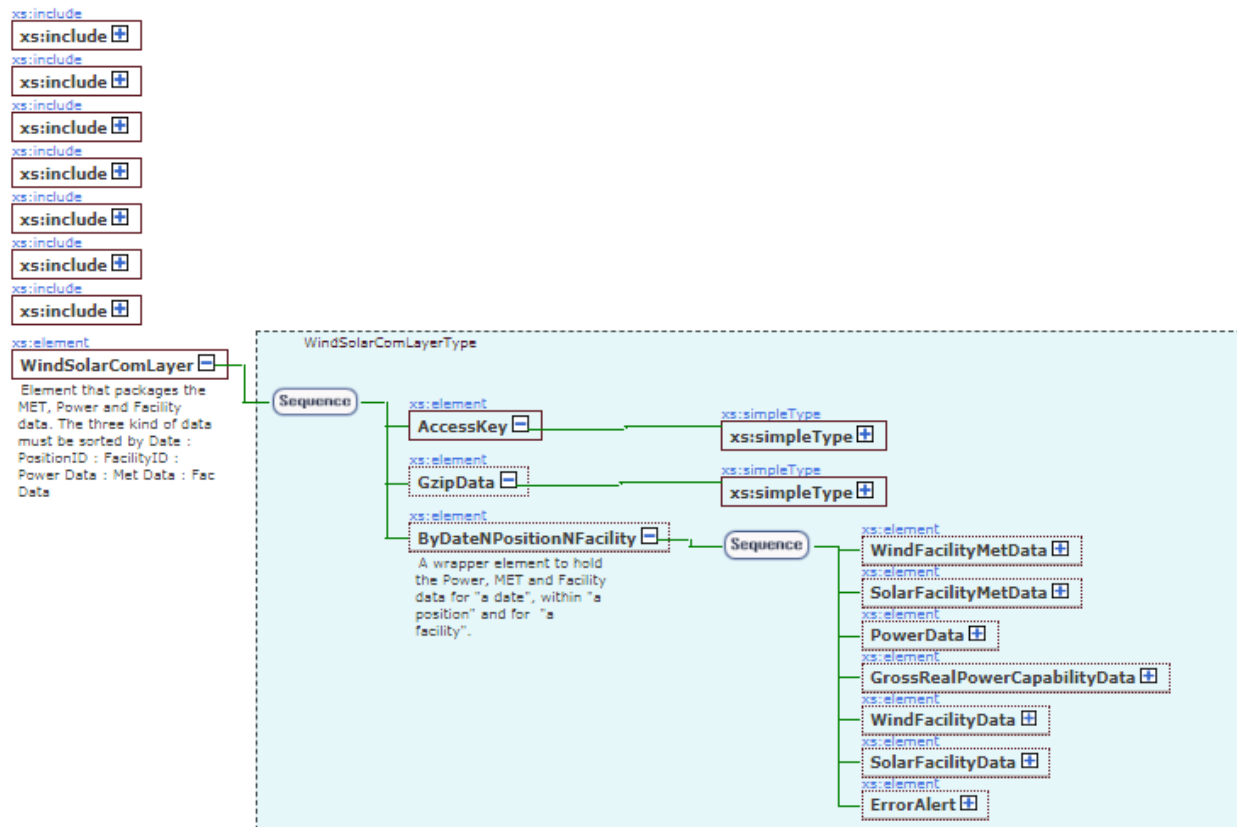 xs:include
xs:include
xs:include
xs:include
xs:include
xs:include
xs:include
xs:include
xs:include
xs:include
xs:include
xs:include
xs:include
xs:include
xs:element
WindSolarComLayer
Element that packages the
MET, Power and Facility
data. The three kind of data
must be sorted by Date :
PositionID : FacilityID :
Power Data : Met Data : Fac
Data
WindSolarComLayerType
Sequence
xs:element
AccessKey
xs:simpleType
xs:simpleType
xs:element
GzipData
xs:simpleType
xs:simpleType
xs:element
ByDateNPositionNFacility
A wrapper element to hold
the Power, MET and Facility
data for "a date", within "a
position" and for "a
facility".
Sequence
xs:element
WindFacilityMetData
xs:element
SolarFacilityMetData
xs:element
PowerData
xs:element
GrossRealPowerCapabilityData
xs:element
WindFacilityData
xs:element
SolarFacilityData
xs:element
ErrorAlert